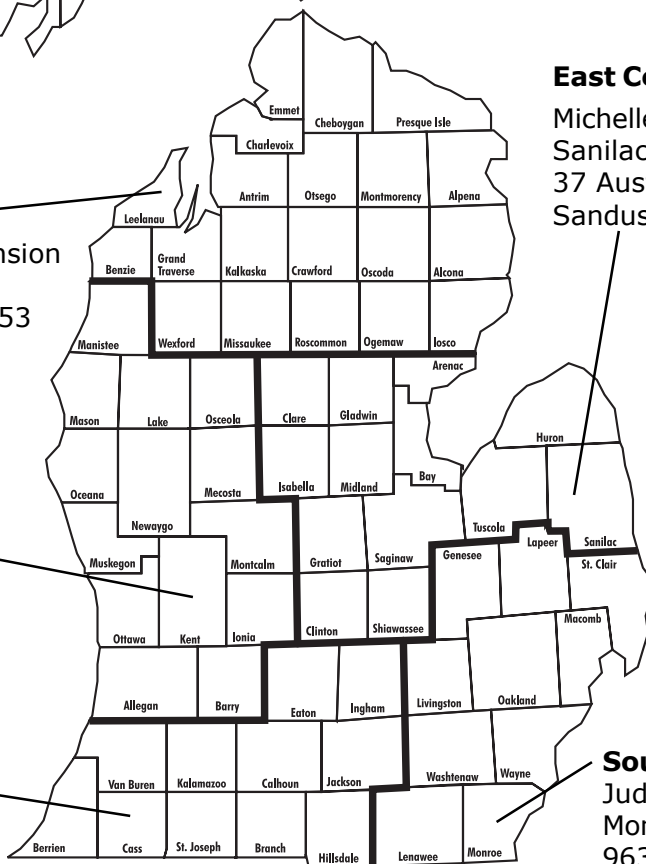 East Co
Michelle
Sanilac
37 Aus
Sandus
nsion
53
Emmet
Cheboygan
Presque Isle
Charlevoix
Antrim
Otsego
Montmorency
Alpena
Leelanau
Benzie
Grand
Traverse
Kalkaska
Crawford
Oscoda
Alcona
Manistee
Wexford
Missaukee
Roscommon
Ogemaw
Iosco
Arenac
Mason
Lake
Osceola
Clare
Gladwin
Huron
Oceana
Newaygo
Mecosta
Isabella
Midland
Bay
Tuscola
Sanilac
Muskegon
Montcalm
Gratiot
Saginaw
Genesee
Lapeer
St. Clair
Ottawa
Kent
Ionia
Clinton
Shiawassee
Macomb
Allegan
Barry
Eaton
Ingham
Livingston
Oakland
Van Buren
Kalamazoo
Calhoun
Jackson
Washtenaw
Wayne
Berrien
Cass
St. Joseph
Branch
Hillsdale
Lenawee
Monroe
Sou
Jud
Mon
963